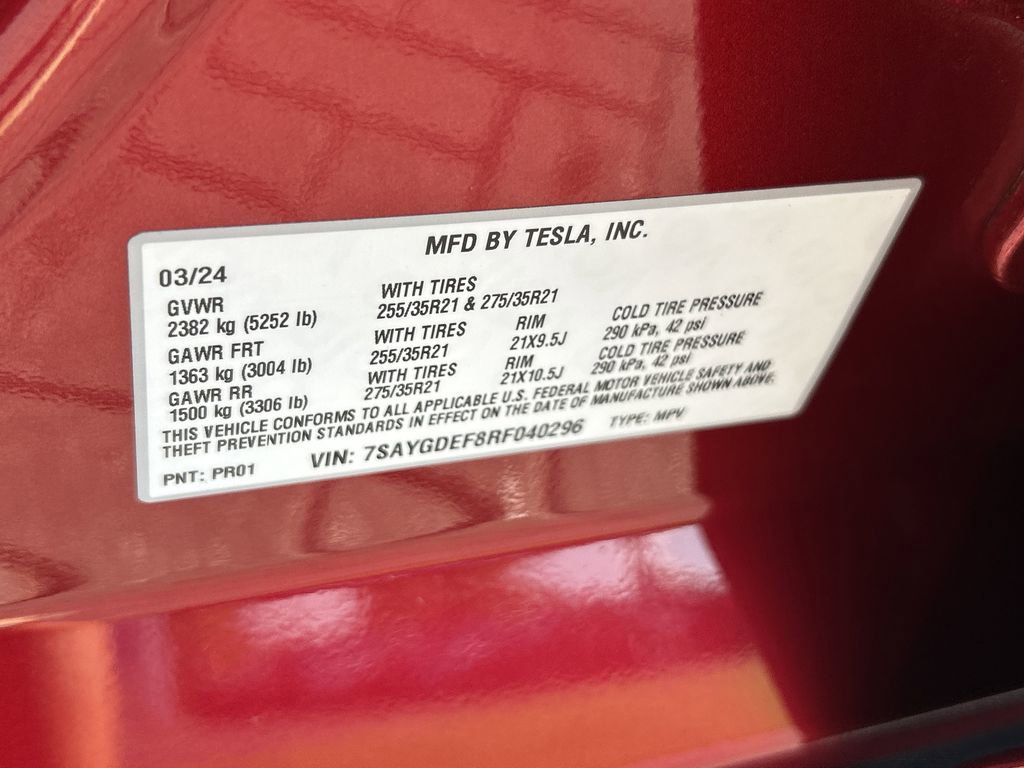 MFD BY TESLA, INC.
03/24
GVWR WITH TIRES
2382 kg (5252 lb) 255/35R21 & 275/35R21
GAWR FRT WITH TIRES RIM COLD TIRE PRESSURE
1363 kg (3004 lb) 255/35R21 21X9.5J 290 kPa, 42 psi
GAWR RR WITH TIRES RIM COLD TIRE PRESSURE
1500 kg (3306 lb) 275/35R21 21X10.5J 290 kPa, 42 psi
THIS VEHICLE CONFORMS TO ALL APPLICABLE U.S. FEDERAL MOTOR VEHICLE SAFETY AND
THEFT PREVENTION STANDARDS IN EFFECT ON THE DATE OF MANUFACTURE SHOWN ABOVE.
PNT: PR01 VIN: 7SAYGDEF8RF040296 TYPE: MPV